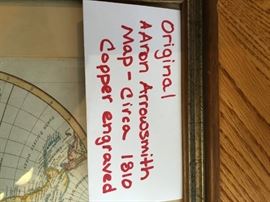 Original
AAron Arrowsmith
Map - Circa 1810
Copper engraved